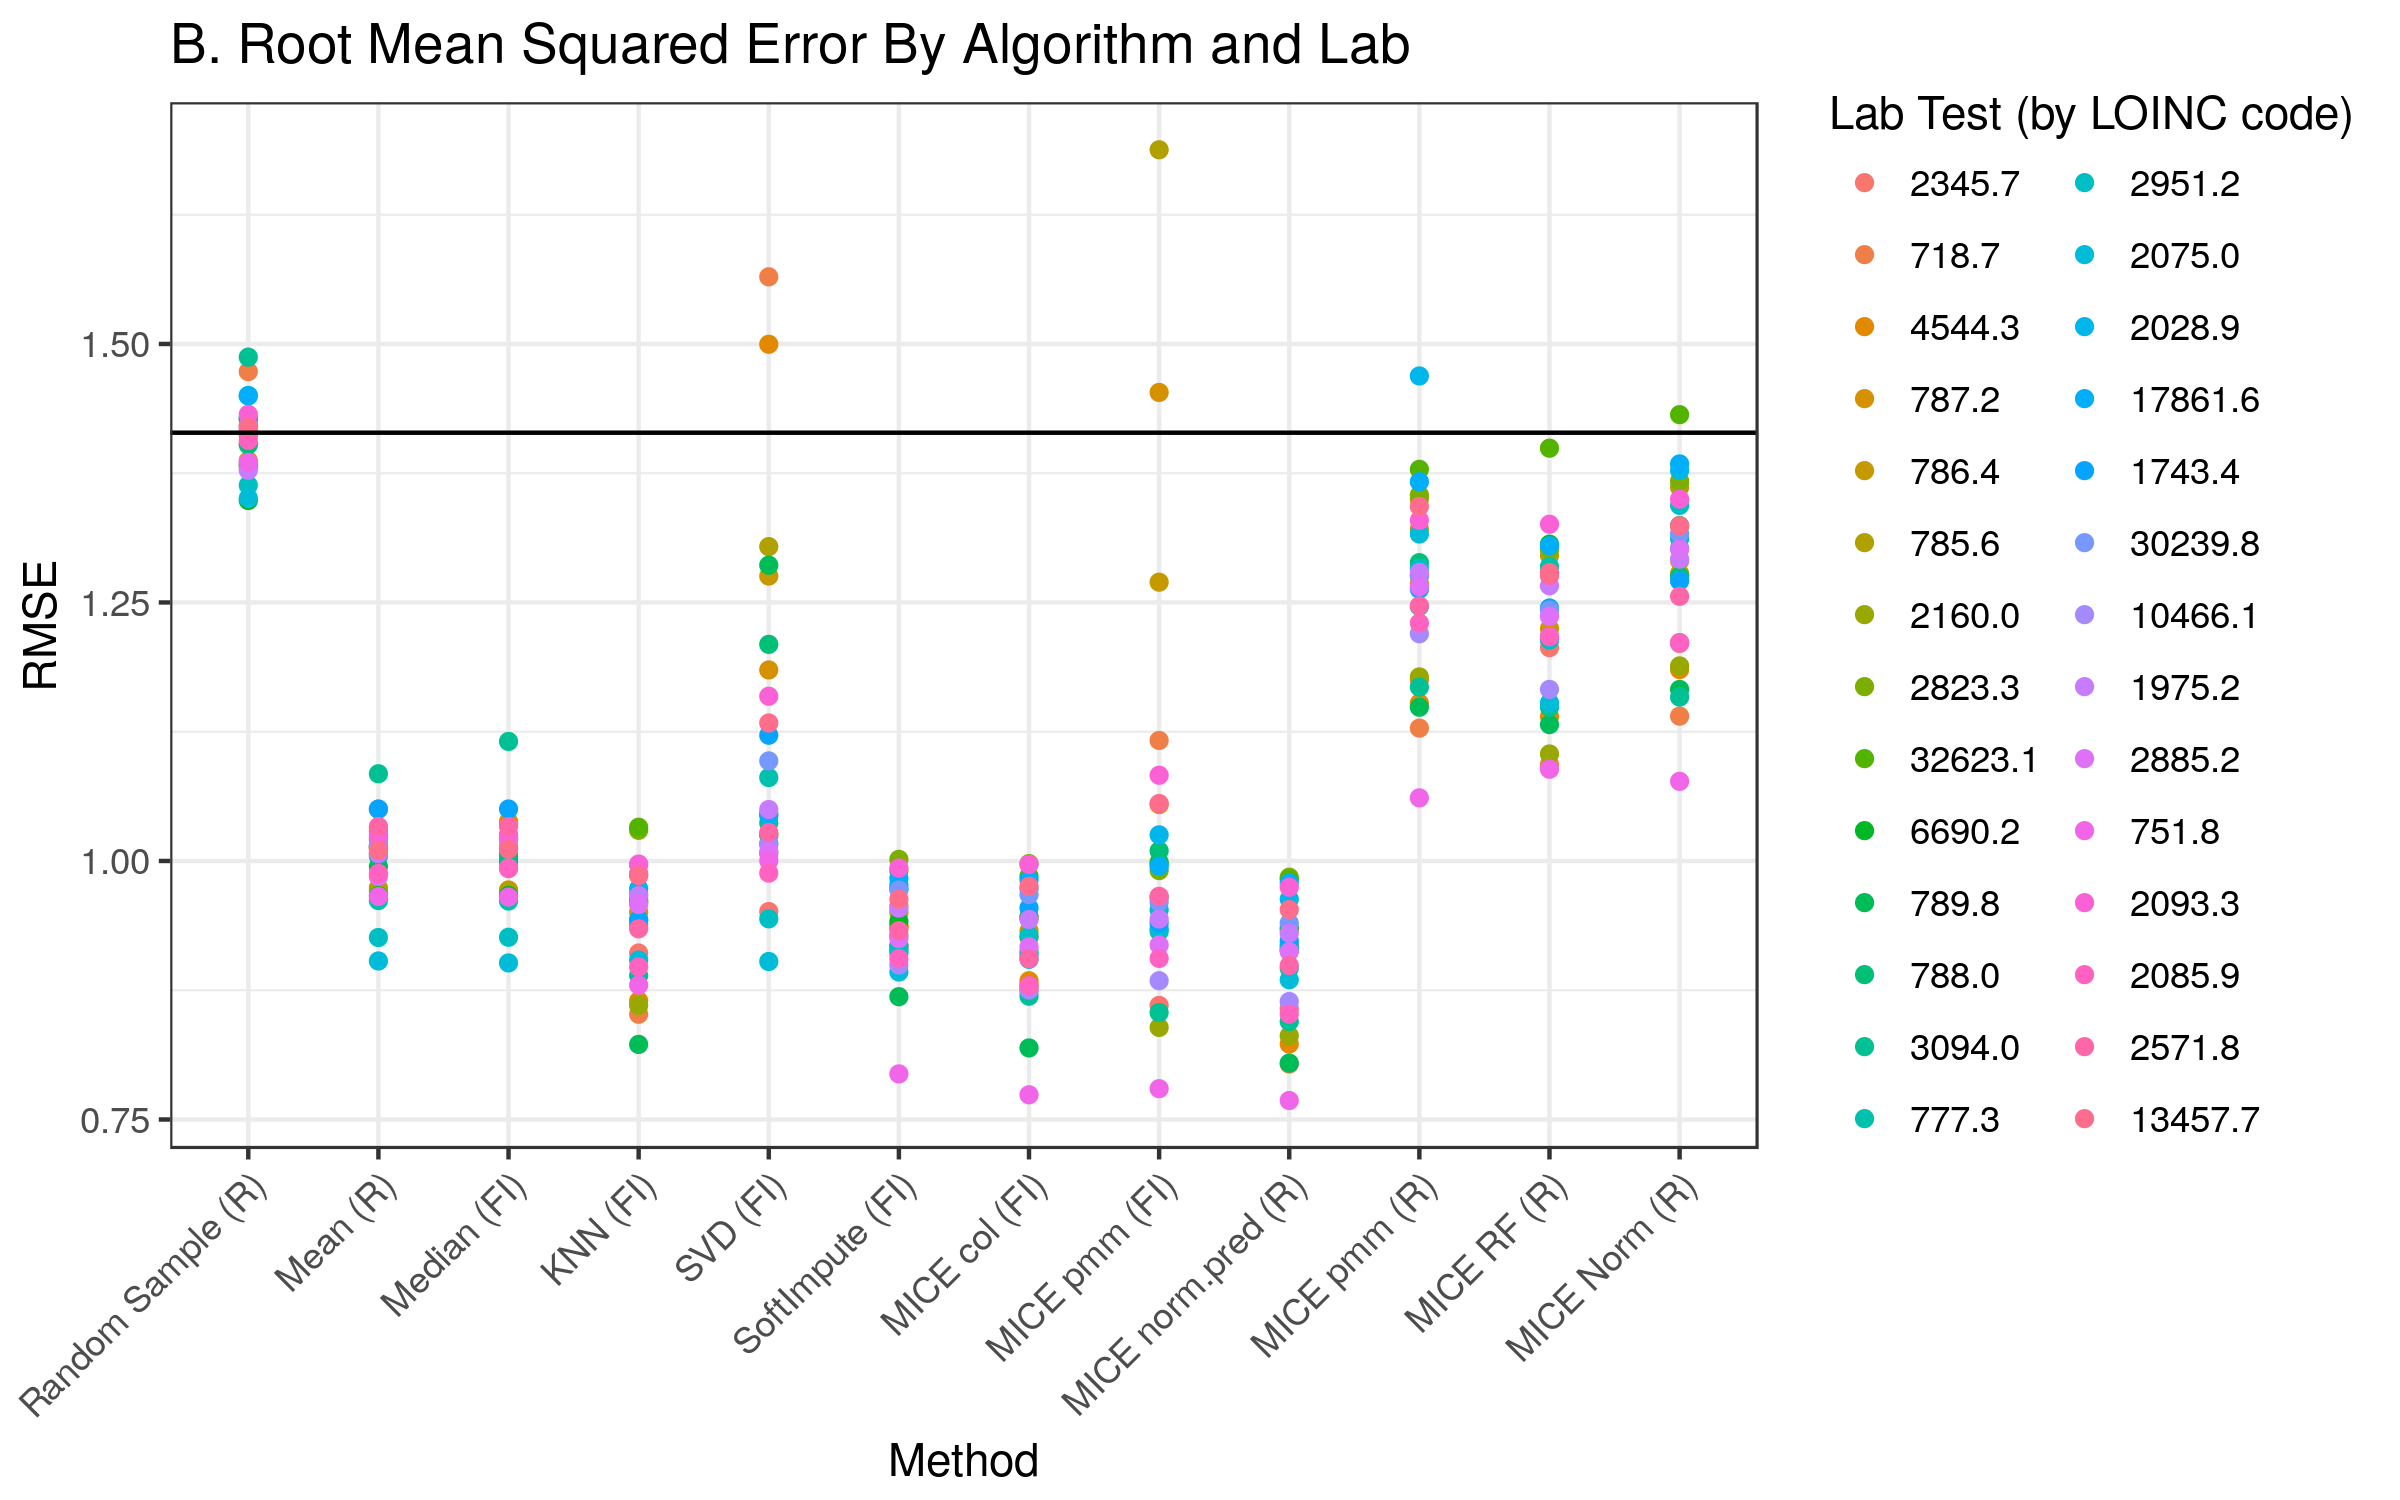 B. Root Mean Squared Error By Algorithm and Lab
RMSE
1.50
1.25
1.00
0.75
Random Sample (R)
Mean (R)
Median (FI)
KNN (FI)
SVD (FI)
SoftImpute (FI)
MICE col (FI)
MICE pmm (FI)
MICE norm.pred (R)
MICE pmm (R)
MICE RF (R)
MICE Norm (R)
Method
Lab Test (by LOINC code)
2345.7
718.7
4544.3
787.2
786.4
785.6
2160.0
2823.3
32623.1
6690.2
789.8
788.0
3094.0
777.3
2951.2
2075.0
2028.9
17861.6
1743.4
30239.8
10466.1
1975.2
2885.2
751.8
2093.3
2085.9
2571.8
13457.7